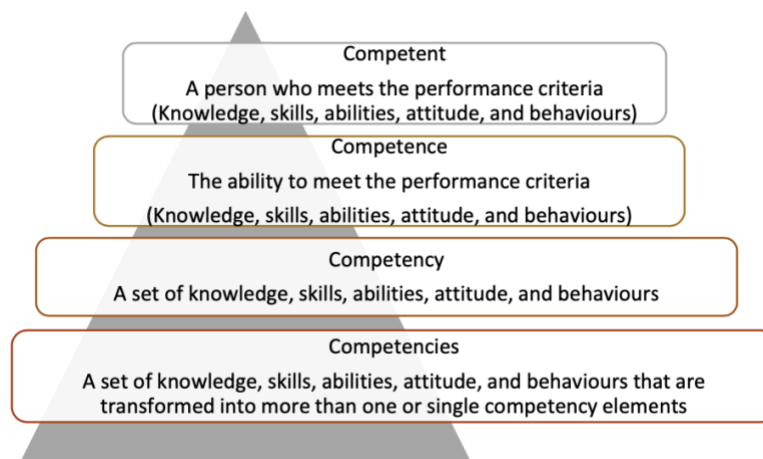 Competent
A person who meets the performance criteria
(Knowledge, skills, abilities, attitude, and behaviours)
Competence
The ability to meet the performance criteria
(Knowledge, skills, abilities, attitude, and behaviours)
Competency
A set of knowledge, skills, abilities, attitude, and behaviours
Competencies
A set of knowledge, skills, abilities, attitude, and behaviours that are
transformed into more than one or single competency elements